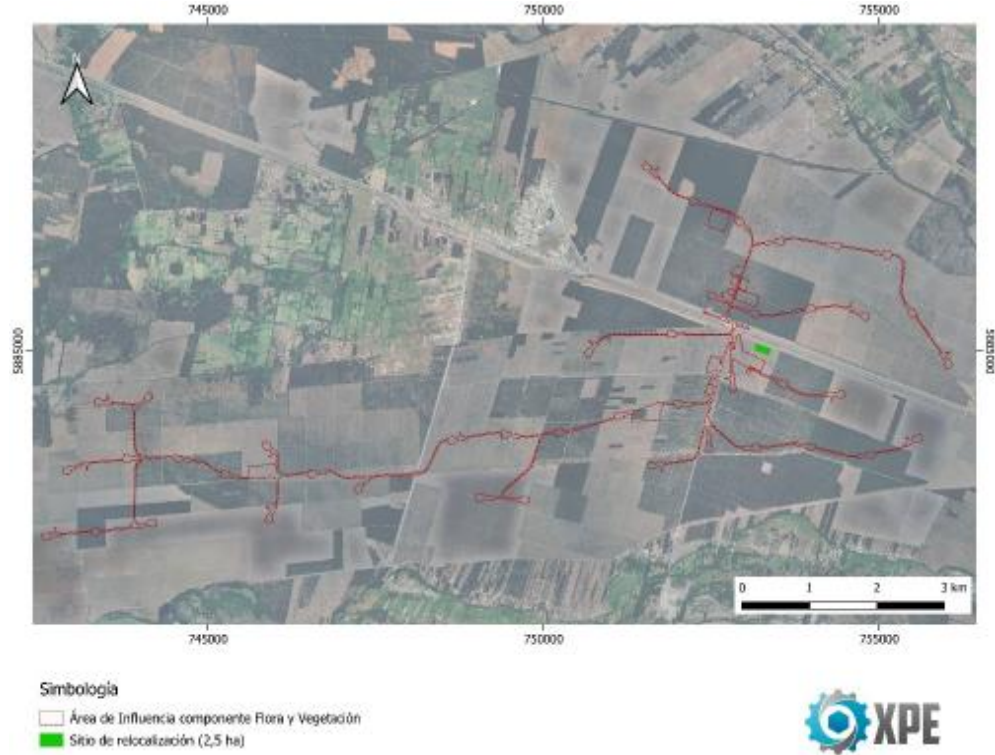 745000 750000 755000
5885000 5885000
0 1 2 3 km
745000 750000 755000
Simbología
Área de Influencia componente Flora y Vegetación
Sitio de relocalización (2,5 ha)
XPE